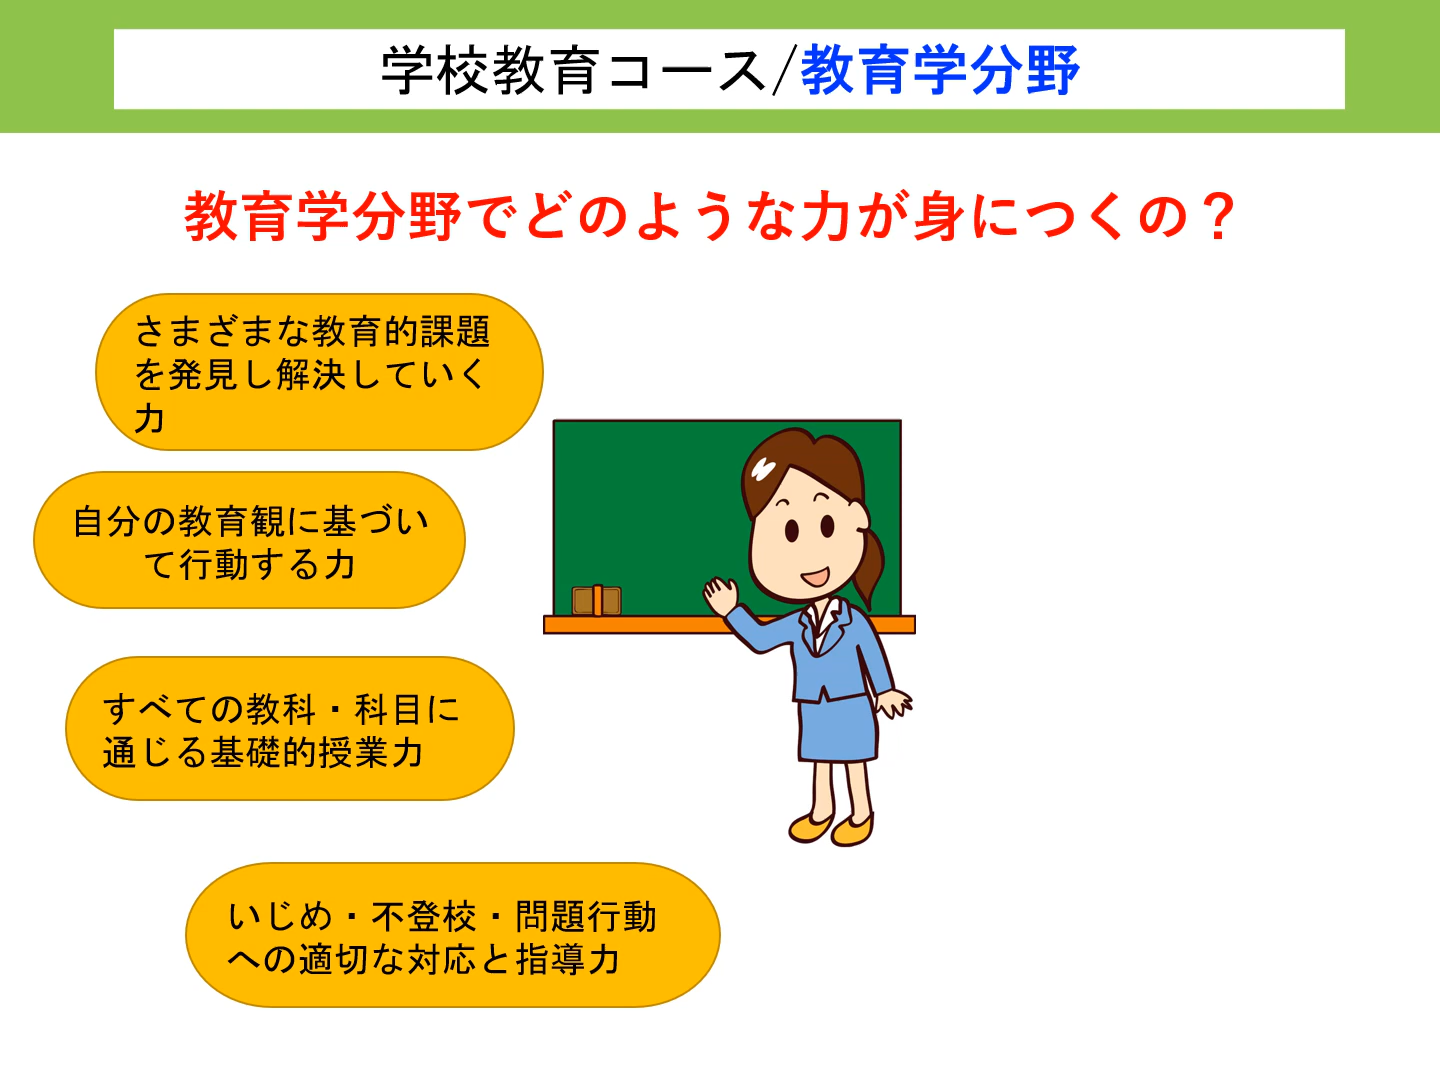 学校教育コース/教育学分野
教育学分野でどのような力が身につくの？
さまざまな教育的課題
を発見し解決していく
力
自分の教育観に基づい
て行動する力
すべての教科・科目に
通じる基礎的授業力
いじめ・不登校・問題行動
への適切な対応と指導力